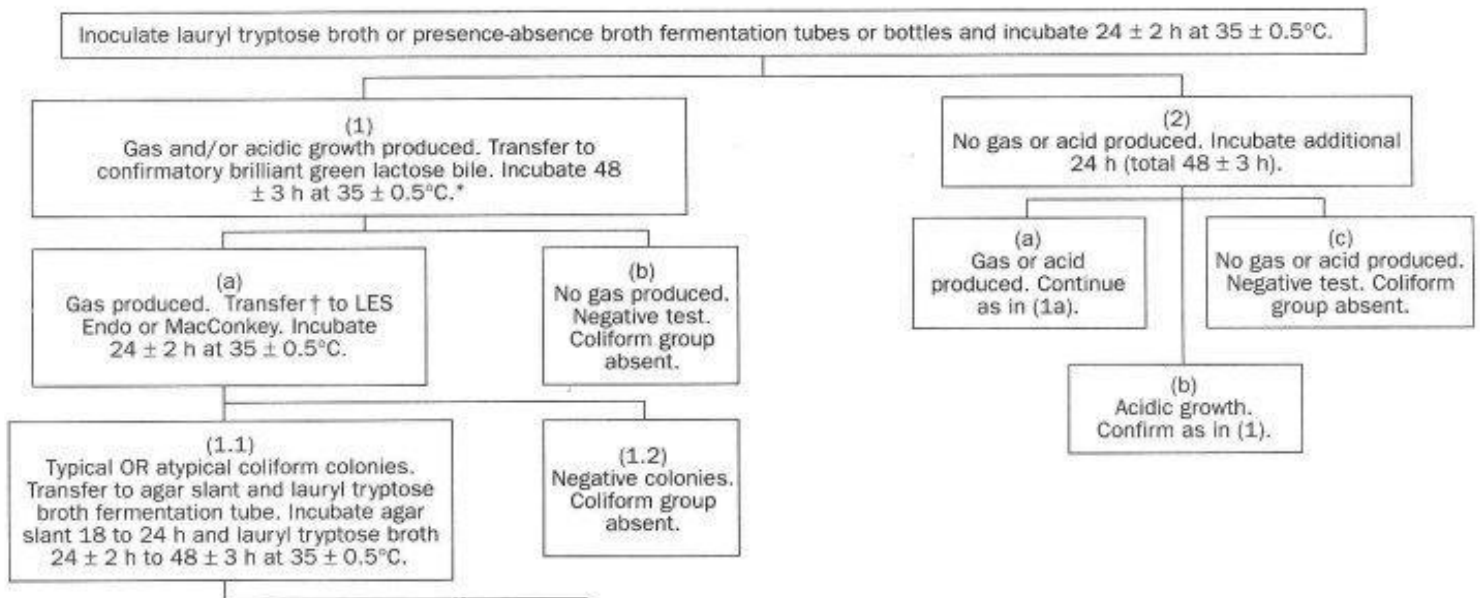 Inoculate lauryl tryptose broth or presence-absence broth fermentation tubes or bottles and incubate 24 ± 2 h at 35 ± 0.5°C.
(1)
Gas and/or acidic growth produced. Transfer to
confirmatory brilliant green lactose bile. Incubate 48
± 3 h at 35 ± 0.5°C.*
(2)
No gas or acid produced. Incubate additional
24 h (total 48 ± 3 h).
(a)
Gas produced. Transfer† to LES
Endo or MacConkey. Incubate
24 ± 2 h at 35 ± 0.5°C.
(b)
No gas produced.
Negative test.
Coliform group
absent.
(a)
Gas or acid
produced. Continue
as in (1a).
(c)
No gas or acid produced.
Negative test. Coliform
group absent.
(b)
Acidic growth.
Confirm as in (1).
(1.1)
Typical OR atypical coliform colonies.
Transfer to agar slant and lauryl tryptose
broth fermentation tube. Incubate agar
slant 18 to 24 h and lauryl tryptose broth
24 ± 2 h to 48 ± 3 h at 35 ± 0.5°C.
(1.2)
Negative colonies.
Coliform group
absent.